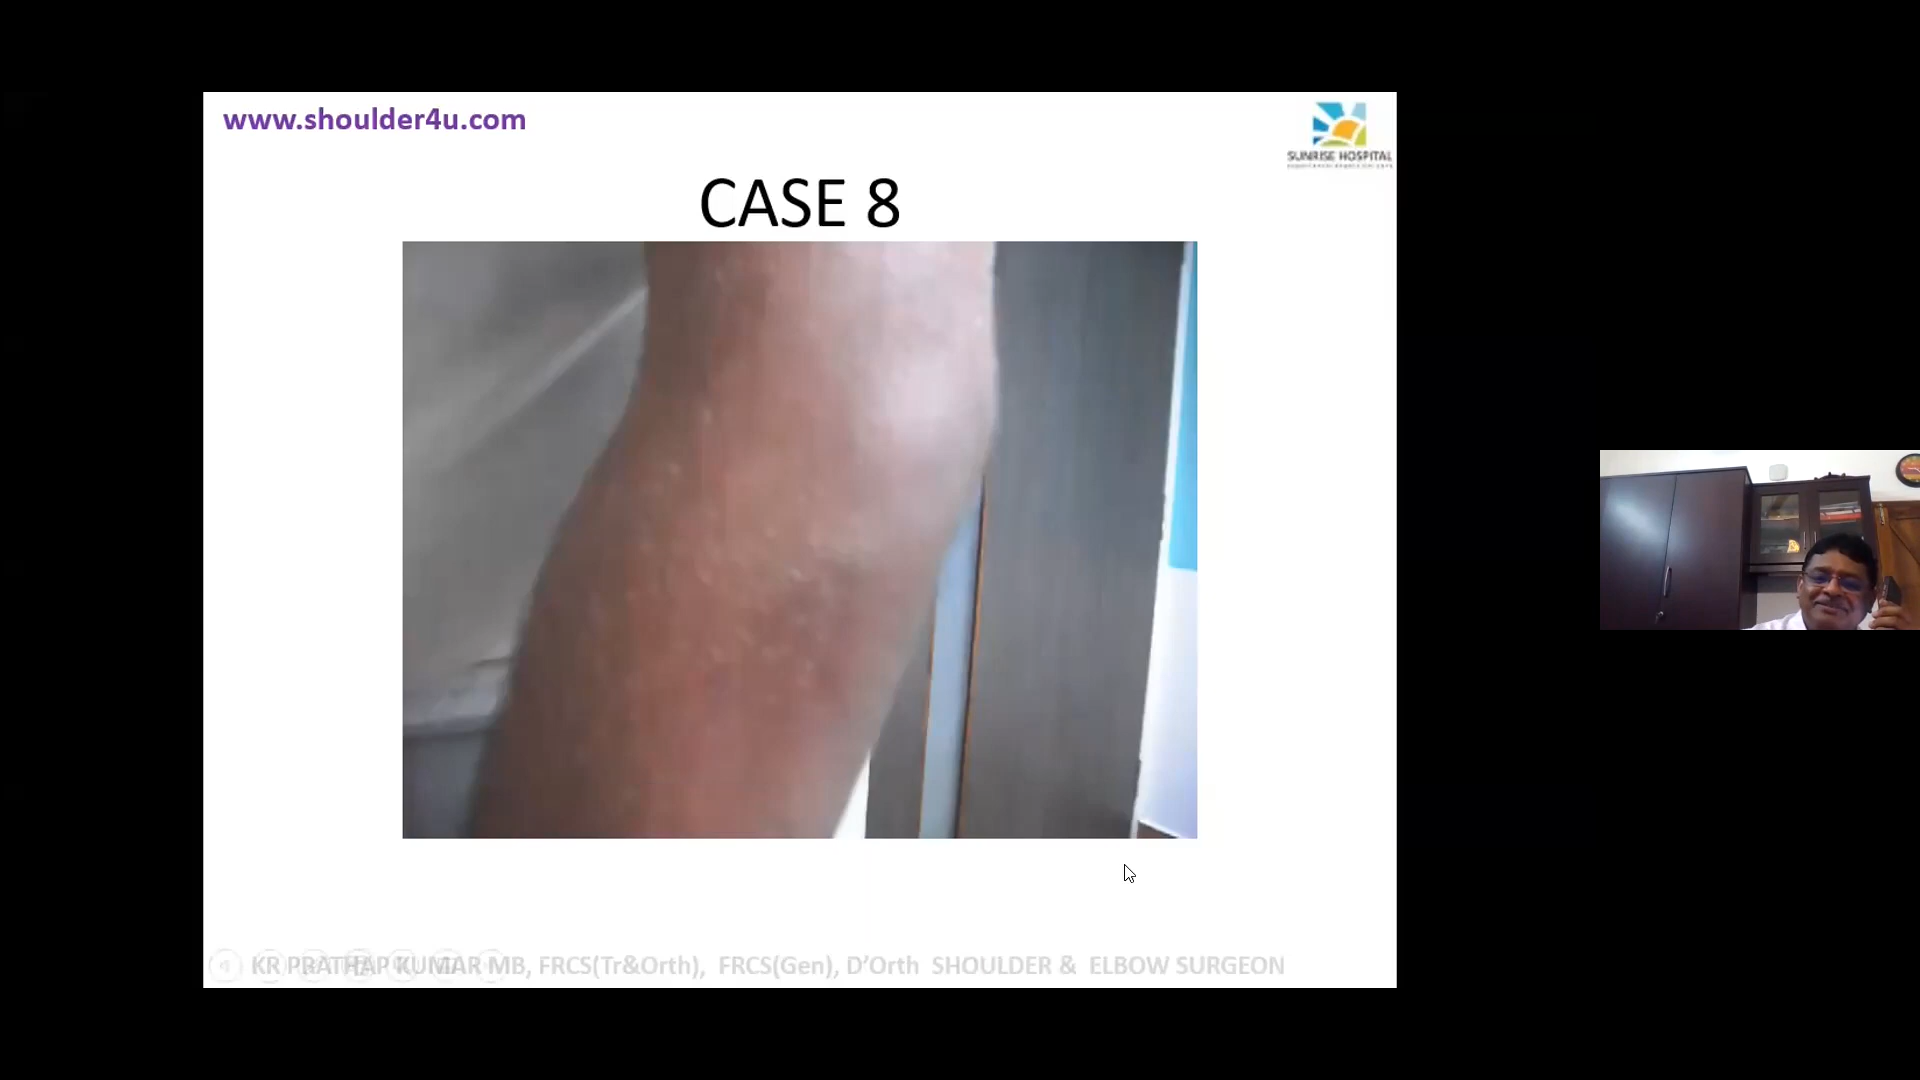 www.shoulder4u.com
SUNRISE HOSPITAL
CASE 8
KR PRATHAP KUMAR MB, FRCS(Tr&Orth), FRCS(Gen), D’Orth SHOULDER & ELBOW SURGEON